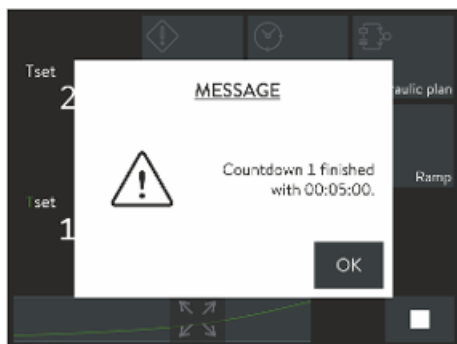 Tset
2
MESSAGE
aulic plan
Countdown 1 finished
with 00:05:00.
Ramp
Tset
1
OK